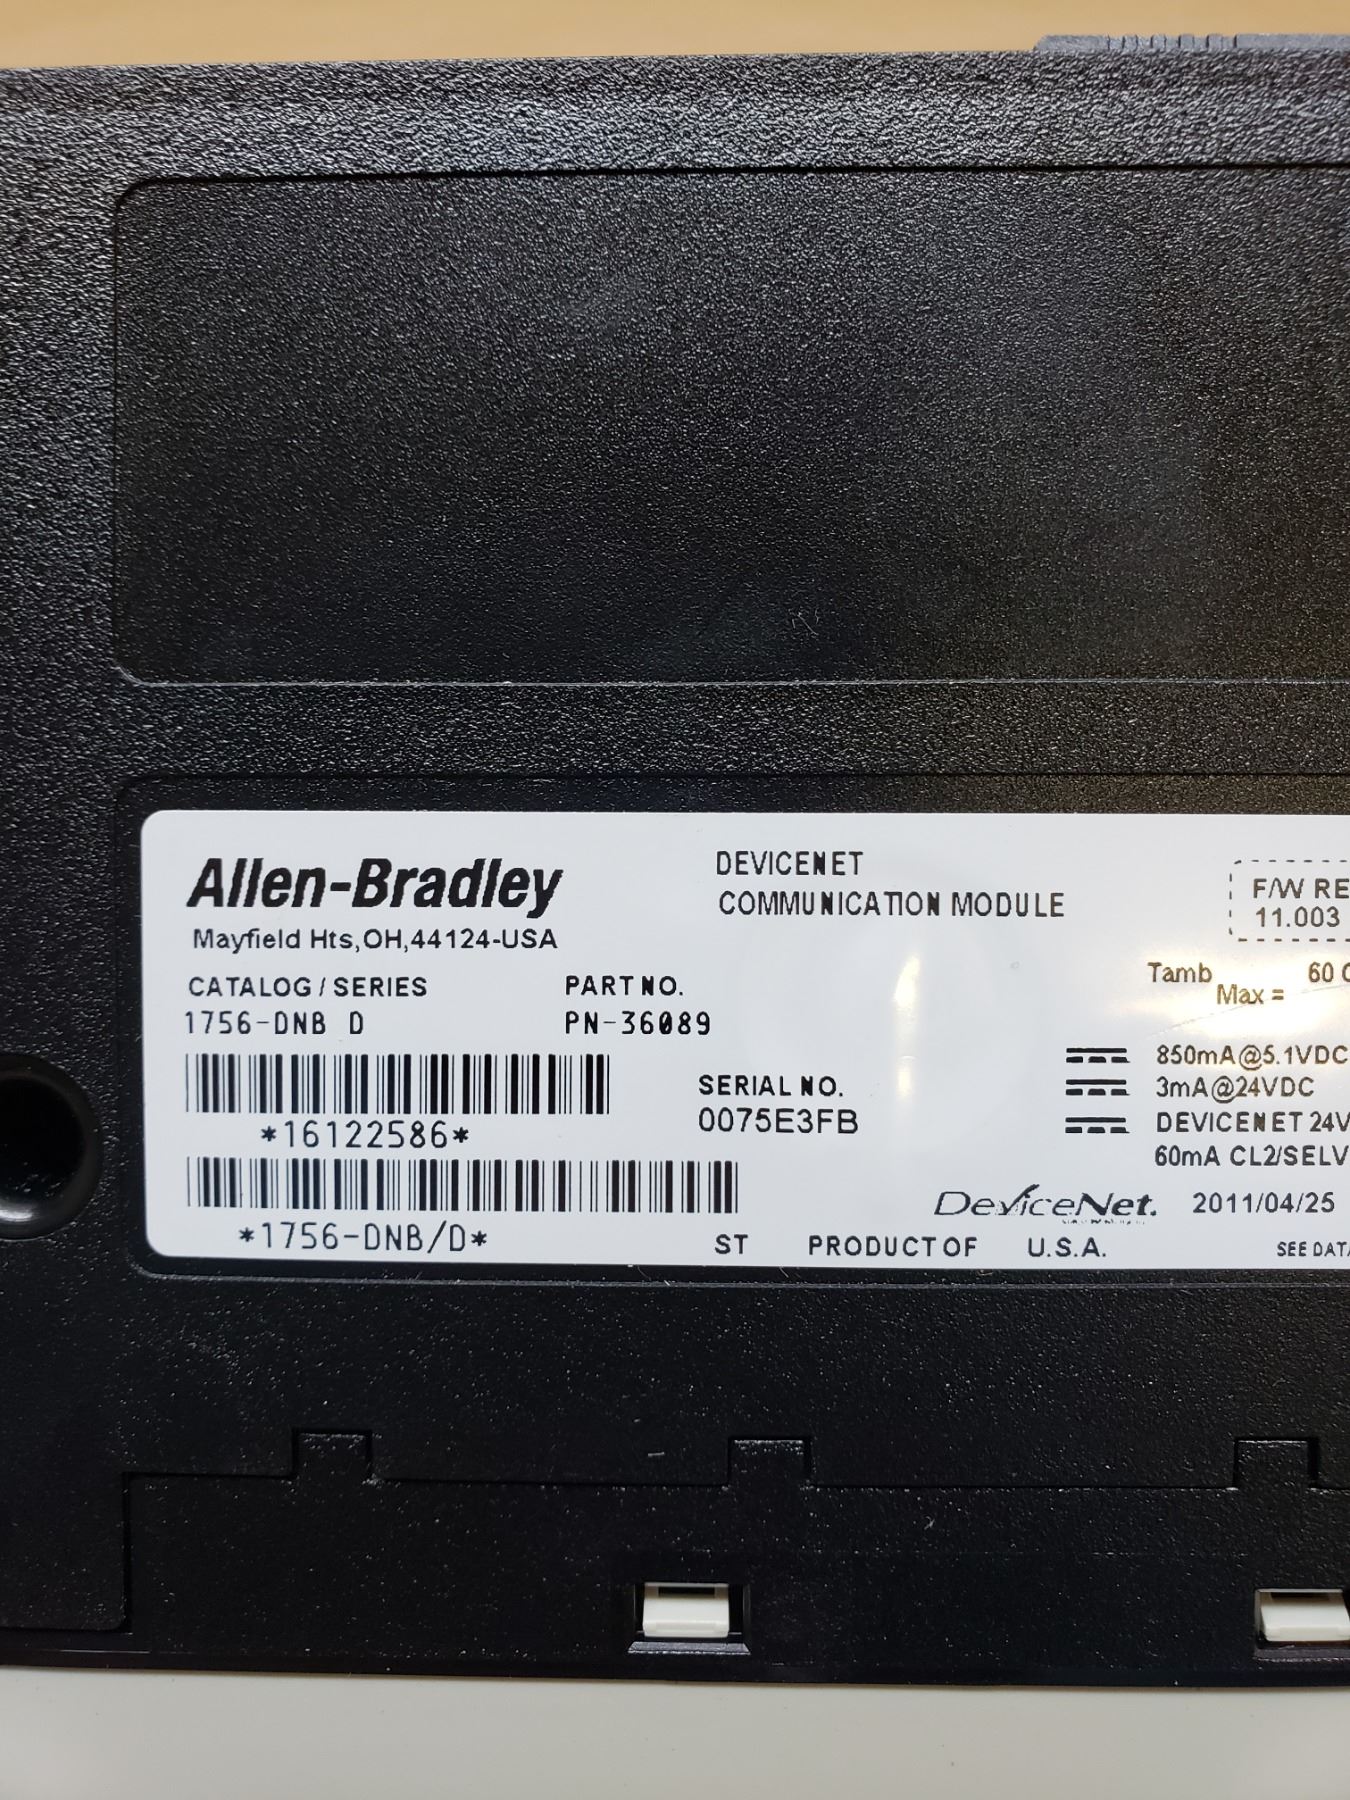 Allen-Bradley
Mayfield Hts,OH,44124-USA
CATALOG / SERIES PART NO.
1756-DNB D PN-36089
*16122586*
*1756-DNB/D*
DEVICENET
COMMUNICATION MODULE
SERIAL NO.
0075E3FB
F/W RE
11.003
Tamb 60 C
Max =
850mA@5.1VDC
3mA@24VDC
DEVICENET 24V
60mA CL2/SELV
DeviceNet. 2011/04/25
ST PRODUCT OF U.S.A. SEE DAT